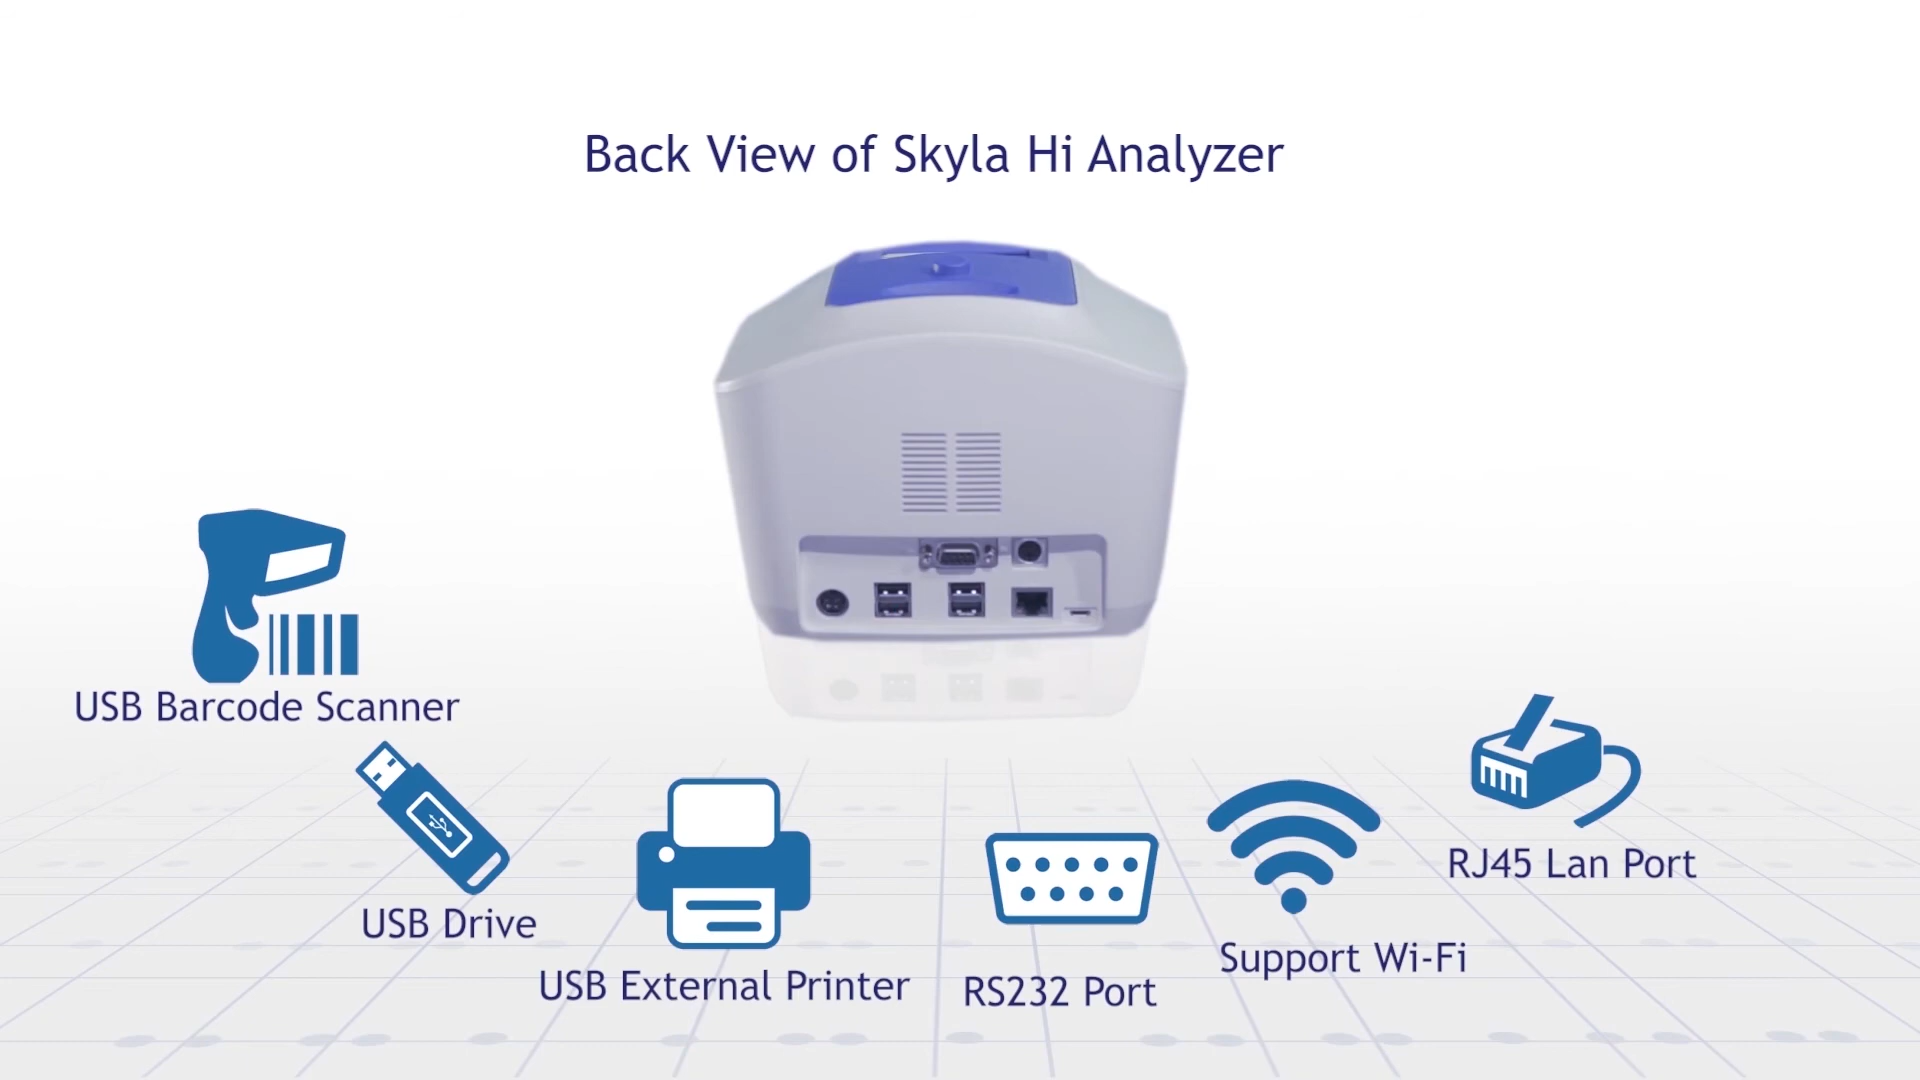 Back View of Skyla Hi Analyzer
USB Barcode Scanner
USB Drive
USB External Printer
RS232 Port
Support Wi-Fi
RJ45 Lan Port